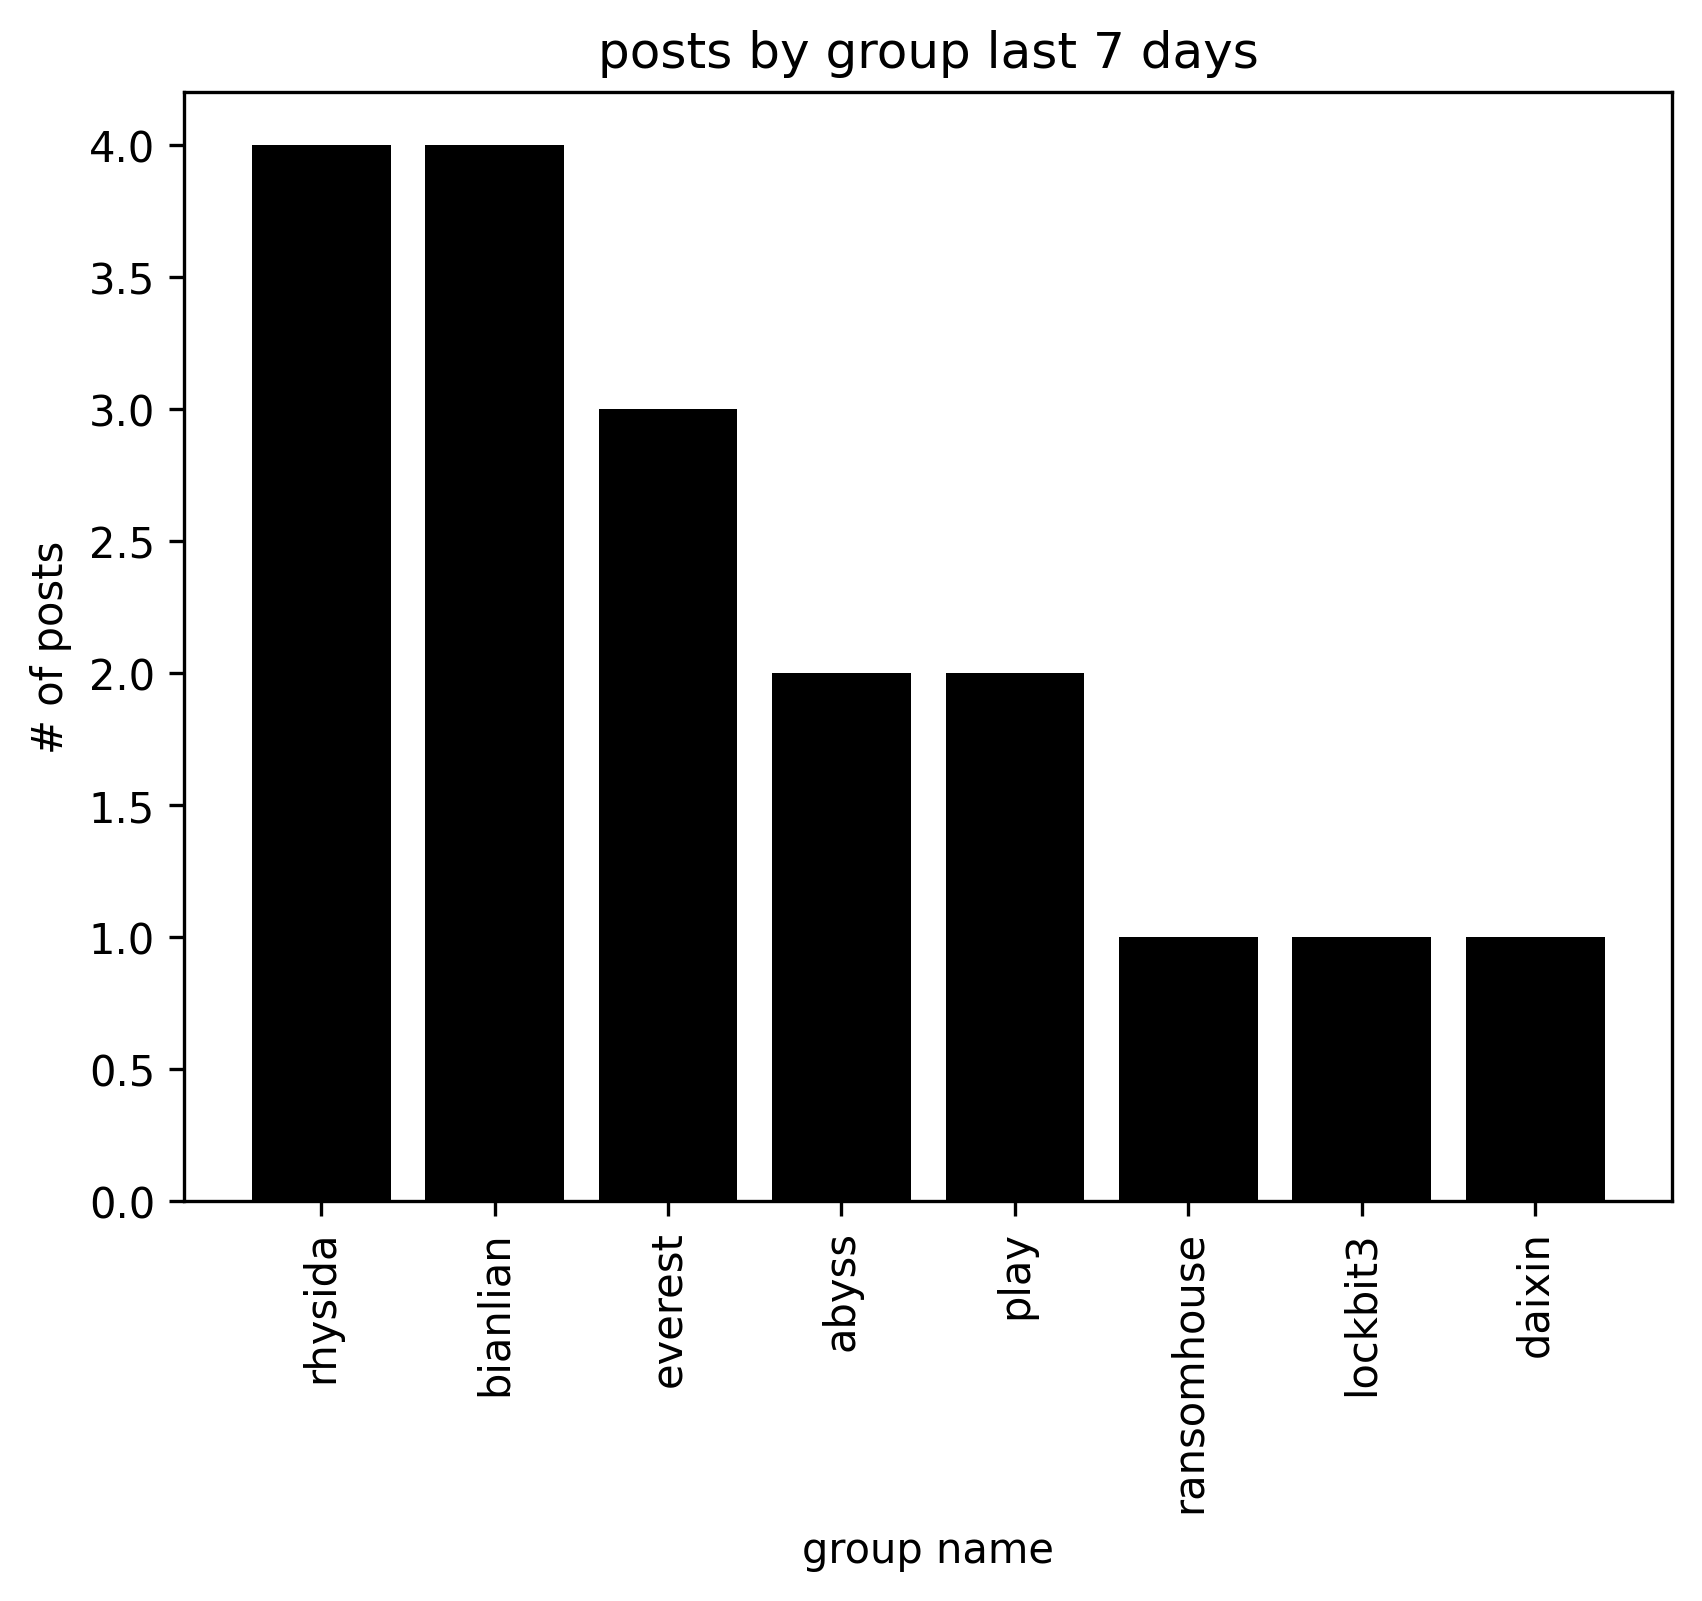 posts by group last 7 days
4.0
3.5
3.0
2.5
2.0
1.5
1.0
0.5
0.0
# of posts
rhysida
bianlian
everest
abyss
play
ransomhouse
lockbit3
daixin
group name